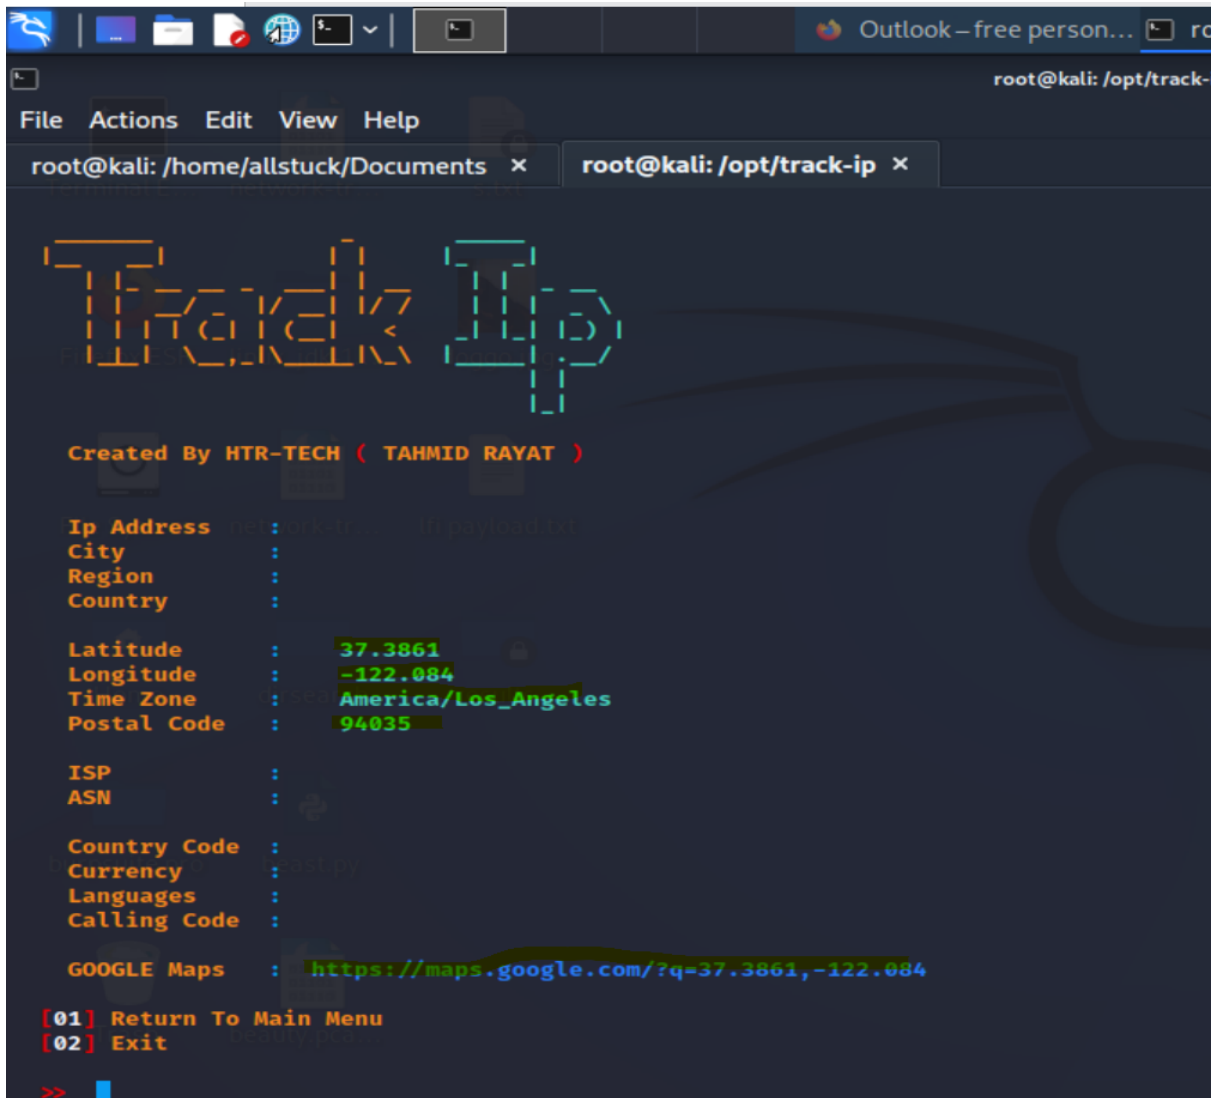 Outlook – free person...
root@kali: /opt/track-
File Actions Edit View Help
root@kali: /home/allstuck/Documents ×
root@kali: /opt/track-ip ×
Track Ip
Created By HTR-TECH ( TAHMID RAYAT )
Ip Address :
City :
Region :
Country :
Latitude : 37.3861
Longitude : -122.084
Time Zone : America/Los_Angeles
Postal Code : 94035
ISP :
ASN :
Country Code :
Currency :
Languages :
Calling Code :
GOOGLE Maps : https://maps.google.com/?q=37.3861,-122.084
[01] Return To Main Menu
[02] Exit
>>